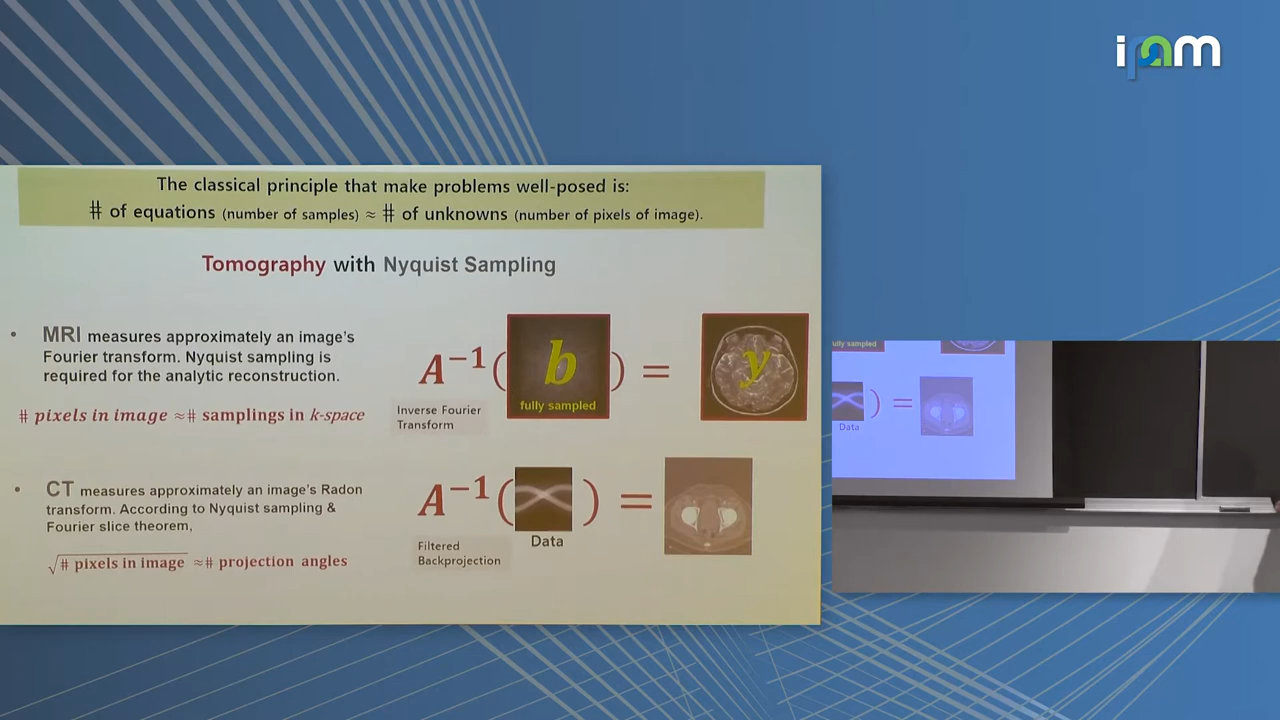 ipam
The classical principle that make problems well-posed is:
# of equations (number of samples) ≈ # of unknowns (number of pixels of image).
Tomography with Nyquist Sampling
• MRI measures approximately an image's
Fourier transform. Nyquist sampling is
required for the analytic reconstruction.
# pixels in image ≈# samplings in k-space
A⁻¹( b ) = y
fully sampled
Inverse Fourier
Transform
• CT measures approximately an image's Radon
transform. According to Nyquist sampling &
Fourier slice theorem,
√# pixels in image ≈# projection angles
A⁻¹( ) =
Data
Filtered
Backprojection
ully sampled
) =
Data